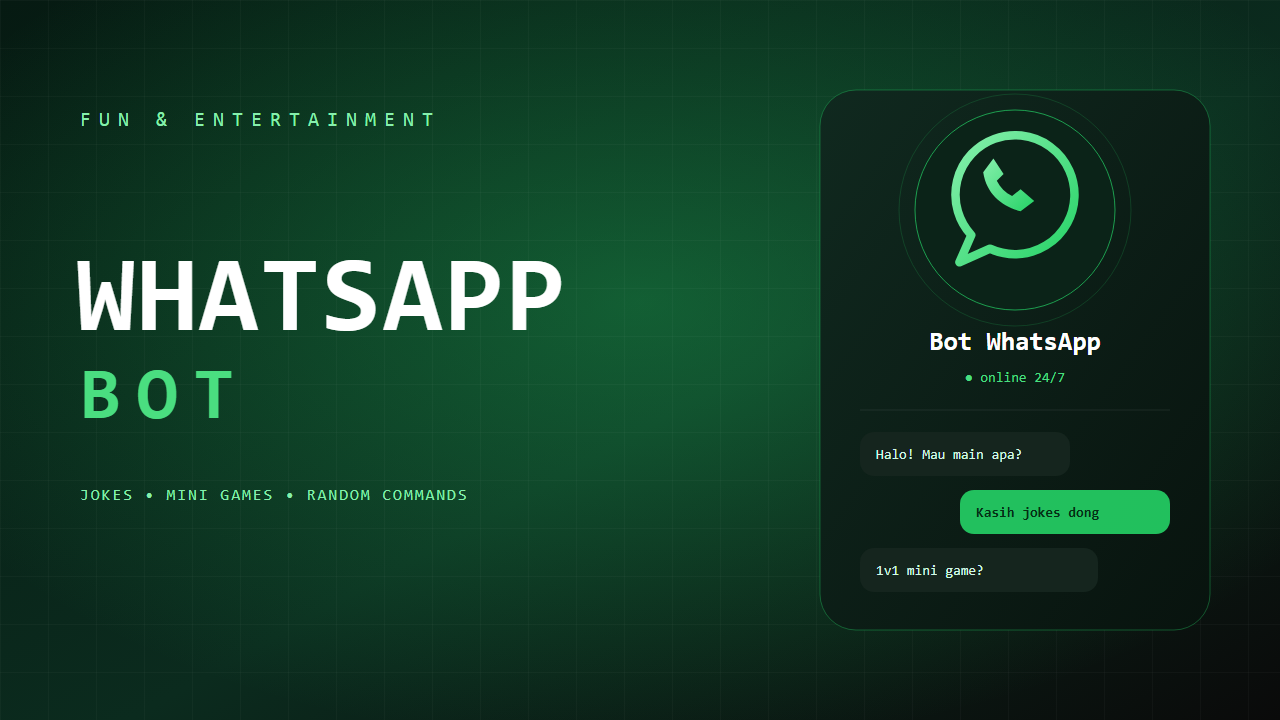 FUN & ENTERTAINMENT
WHATSAPP
BOT
JOKES • MINI GAMES • RANDOM COMMANDS
Bot WhatsApp
● online 24/7
Halo! Mau main apa?
Kasih jokes dong
1v1 mini game?